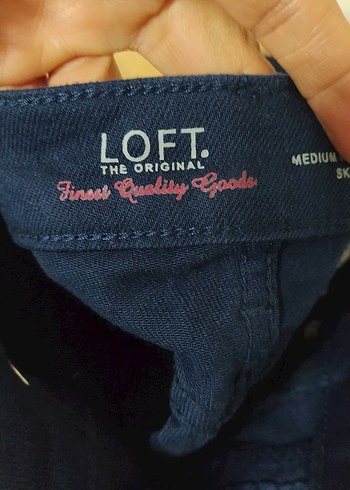 LOFT.
THE ORIGINAL
Finest Quality Goods
MEDIUM
SK